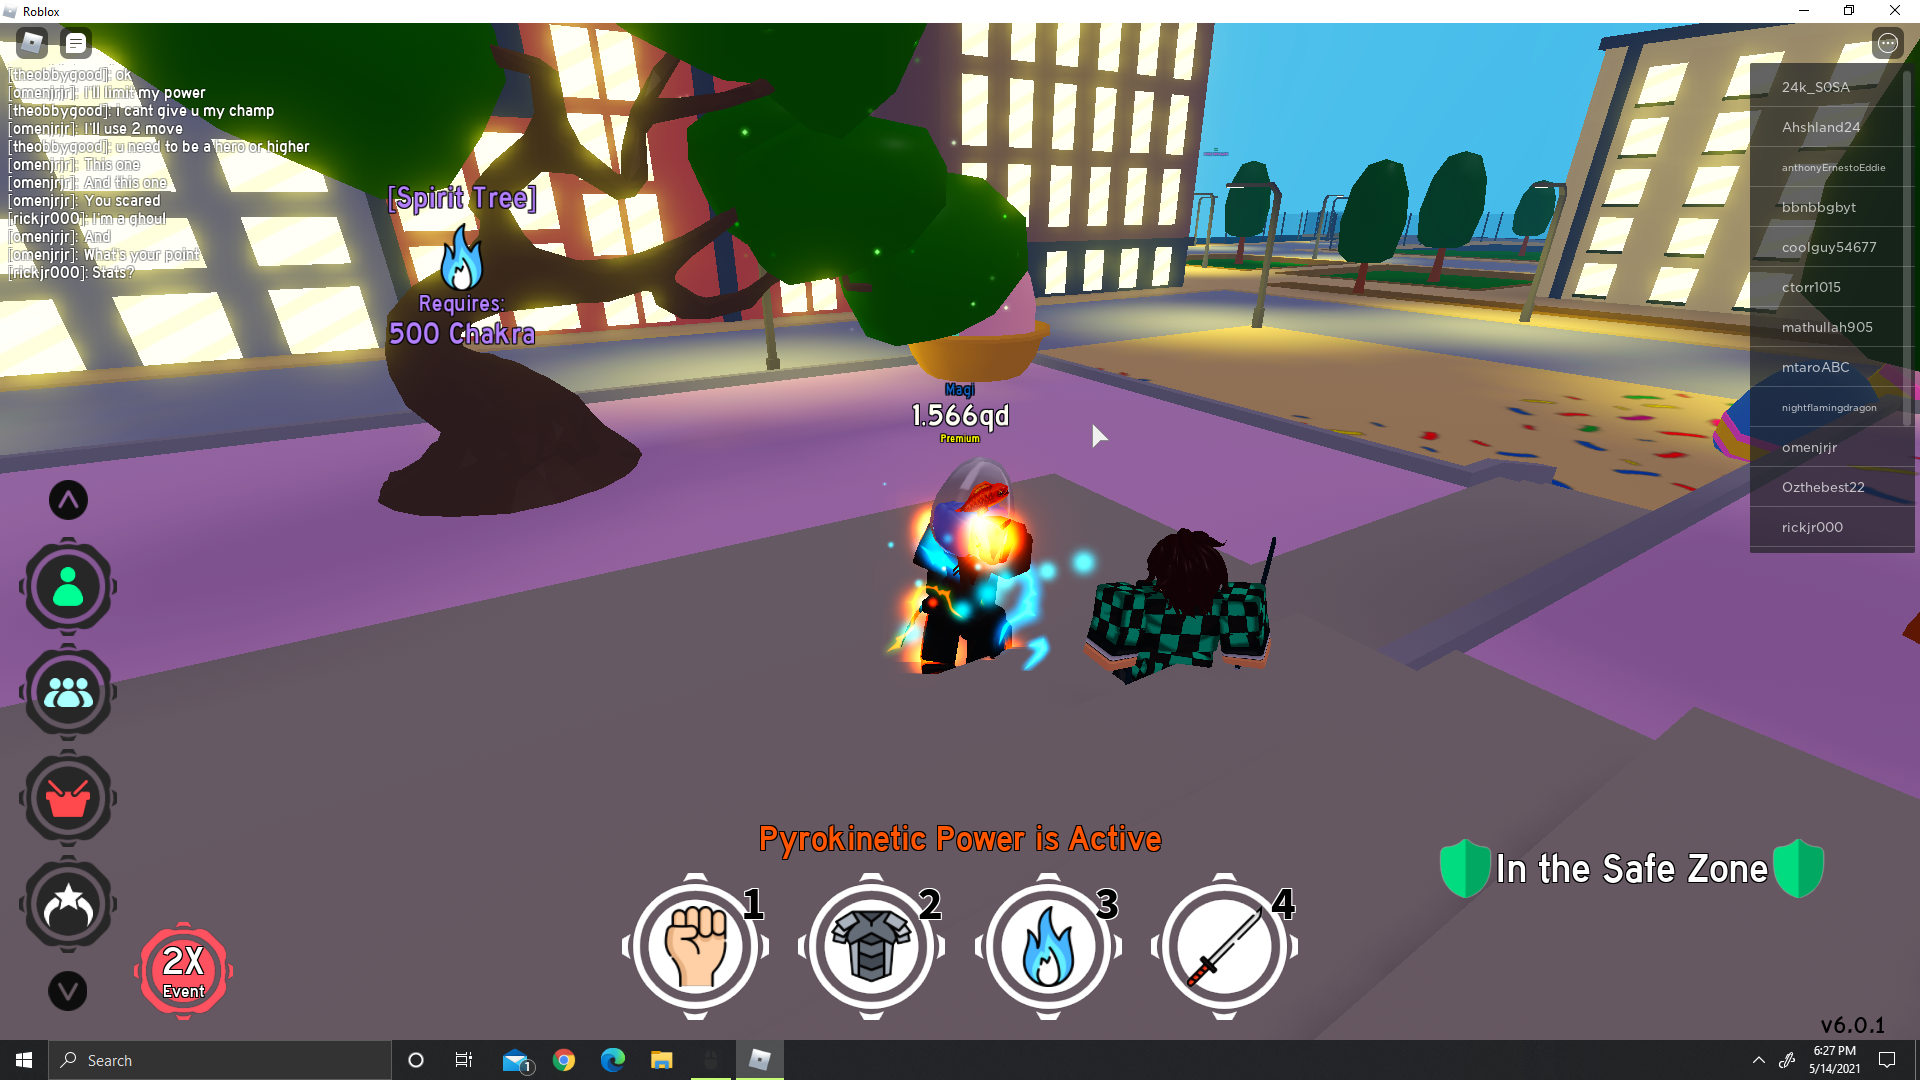 Roblox
[theobbygood]: ok
[omenjrjr]: I'll limit my power
[theobbygood]: i cant give u my champ
[omenjrjr]: I'll use 2 move
[theobbygood]: u need to be a hero or higher
[omenjrjr]: This one
[omenjrjr]: And this one
[omenjrjr]: You scared
[rickjr000]: I'm a ghoul
[omenjrjr]: And
[omenjrjr]: What's your point
[rickjr000]: Stats?
[Spirit Tree]
Requires:
500 Chakra
Magi
1.566qd
Premium
24k_S0SA
Ahshland24
anthonyErnestoEddie
bbnbbgbyt
coolguy54677
ctorr1015
mathullah905
mtaroABC
nightflamingdragon
omenjrjr
Ozthebest22
rickjr000
Pyrokinetic Power is Active
In the Safe Zone
1
2
3
4
2X
Event
v6.0.1
Search
1
6:27 PM
5/14/2021